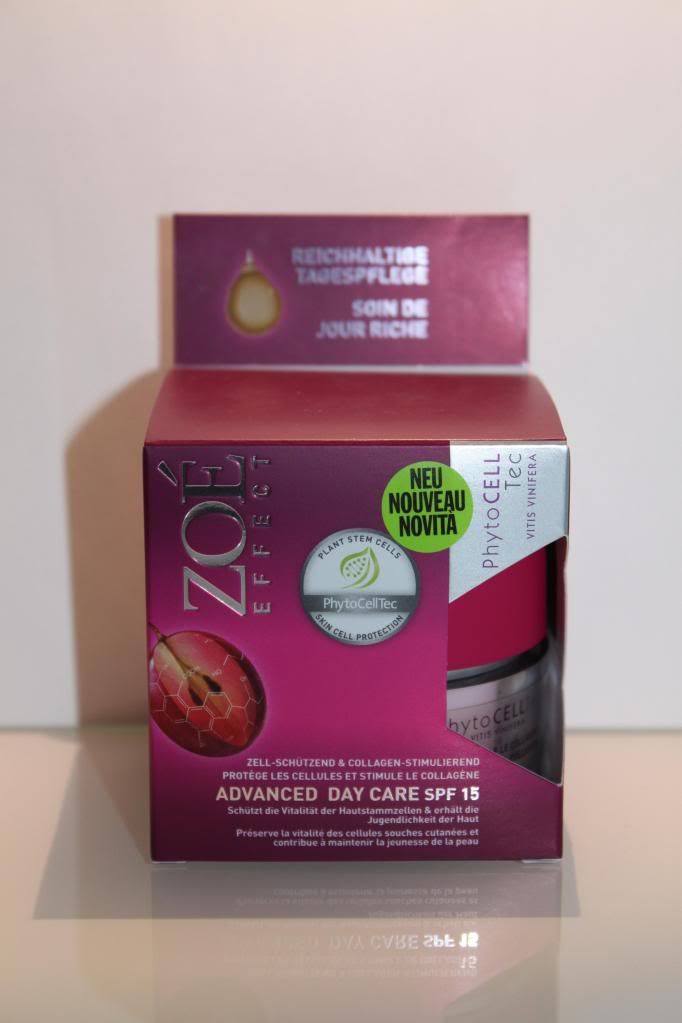 REICHHALTIGE
TAGESPFLEGE
SOIN DE
JOUR RICHE
ZOÉ
EFFECT
NEU
NOUVEAU
NOVITÀ
PhytoCELL
Tec
VITIS VINIFERA
PLANT STEM CELLS
PhytoCellTec
SKIN CELL PROTECTION
hytoCELL
VITIS VINIFERA
ZELL-SCHÜTZEND & COLLAGEN-STIMULIEREND
PROTÈGE LES CELLULES ET STIMULE LE COLLAGÈNE
ADVANCED DAY CARE SPF 15
Schützt die Vitalität der Hautstammzellen & erhält die
Jugendlichkeit der Haut
Préserve la vitalité des cellules souches cutanées et
contribue à maintenir la jeunesse de la peau